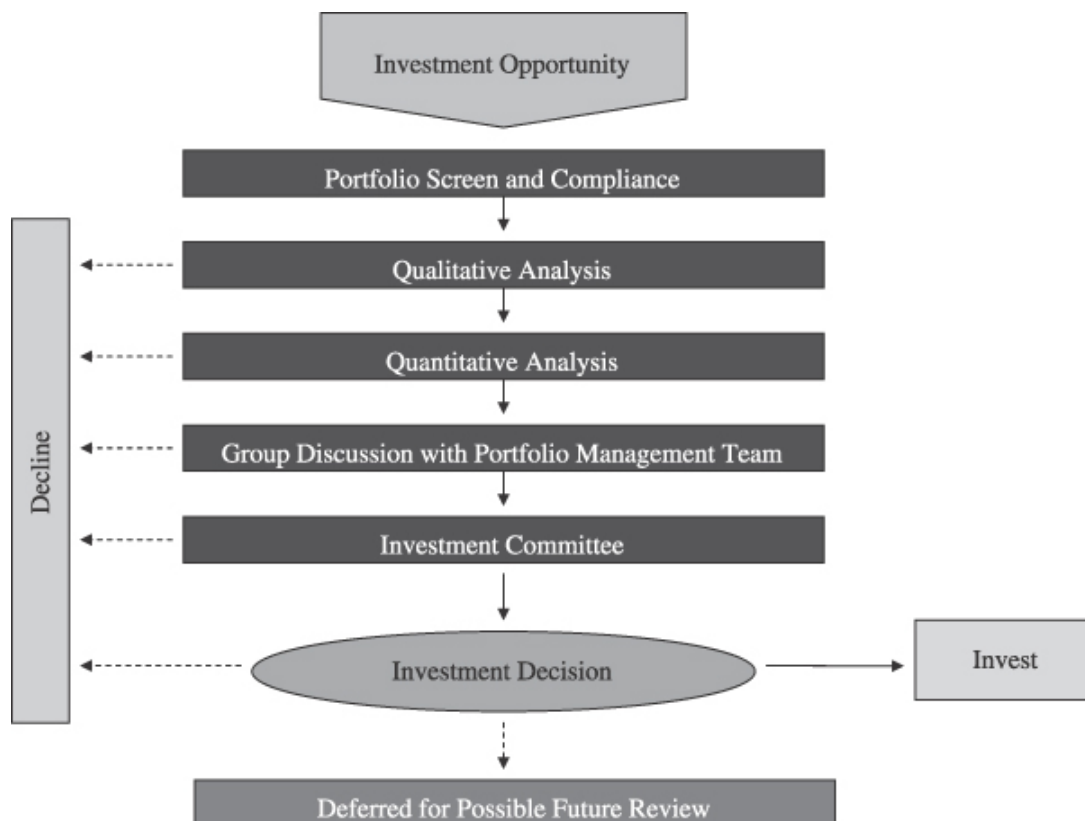 Investment Opportunity
Portfolio Screen and Compliance
Qualitative Analysis
Quantitative Analysis
Group Discussion with Portfolio Management Team
Decline
Investment Committee
Investment Decision
Invest
Deferred for Possible Future Review